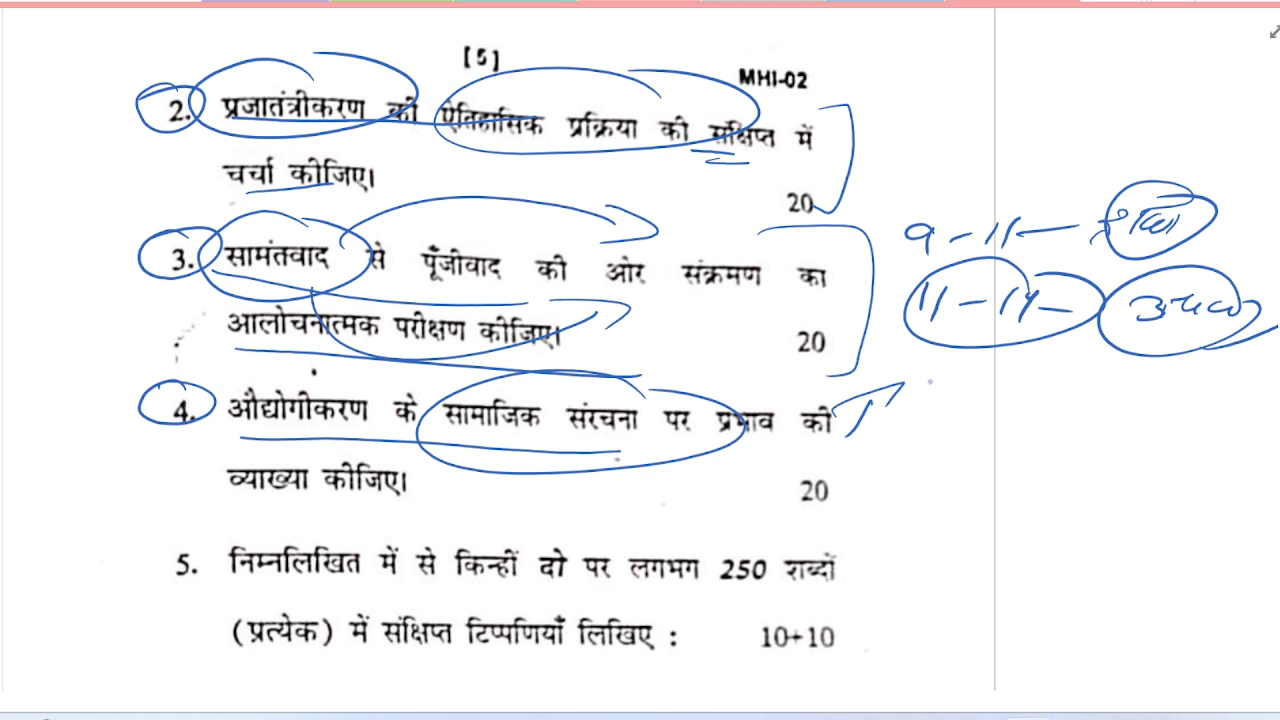 [5]
MHI-02
2. प्रजातंत्रीकरण की ऐतिहासिक प्रक्रिया की संक्षिप्त में
चर्चा कीजिए।
20
3. सामंतवाद से पूँजीवाद की ओर संक्रमण का
आलोचनात्मक परीक्षण कीजिए।
20
4. औद्योगीकरण के सामाजिक संरचना पर प्रभाव की
व्याख्या कीजिए।
20
5. निम्नलिखित में से किन्हीं दो पर लगभग 250 शब्दों
(प्रत्येक) में संक्षिप्त टिप्पणियाँ लिखिए : 10+10
9 - 11 -
11 - 14 -